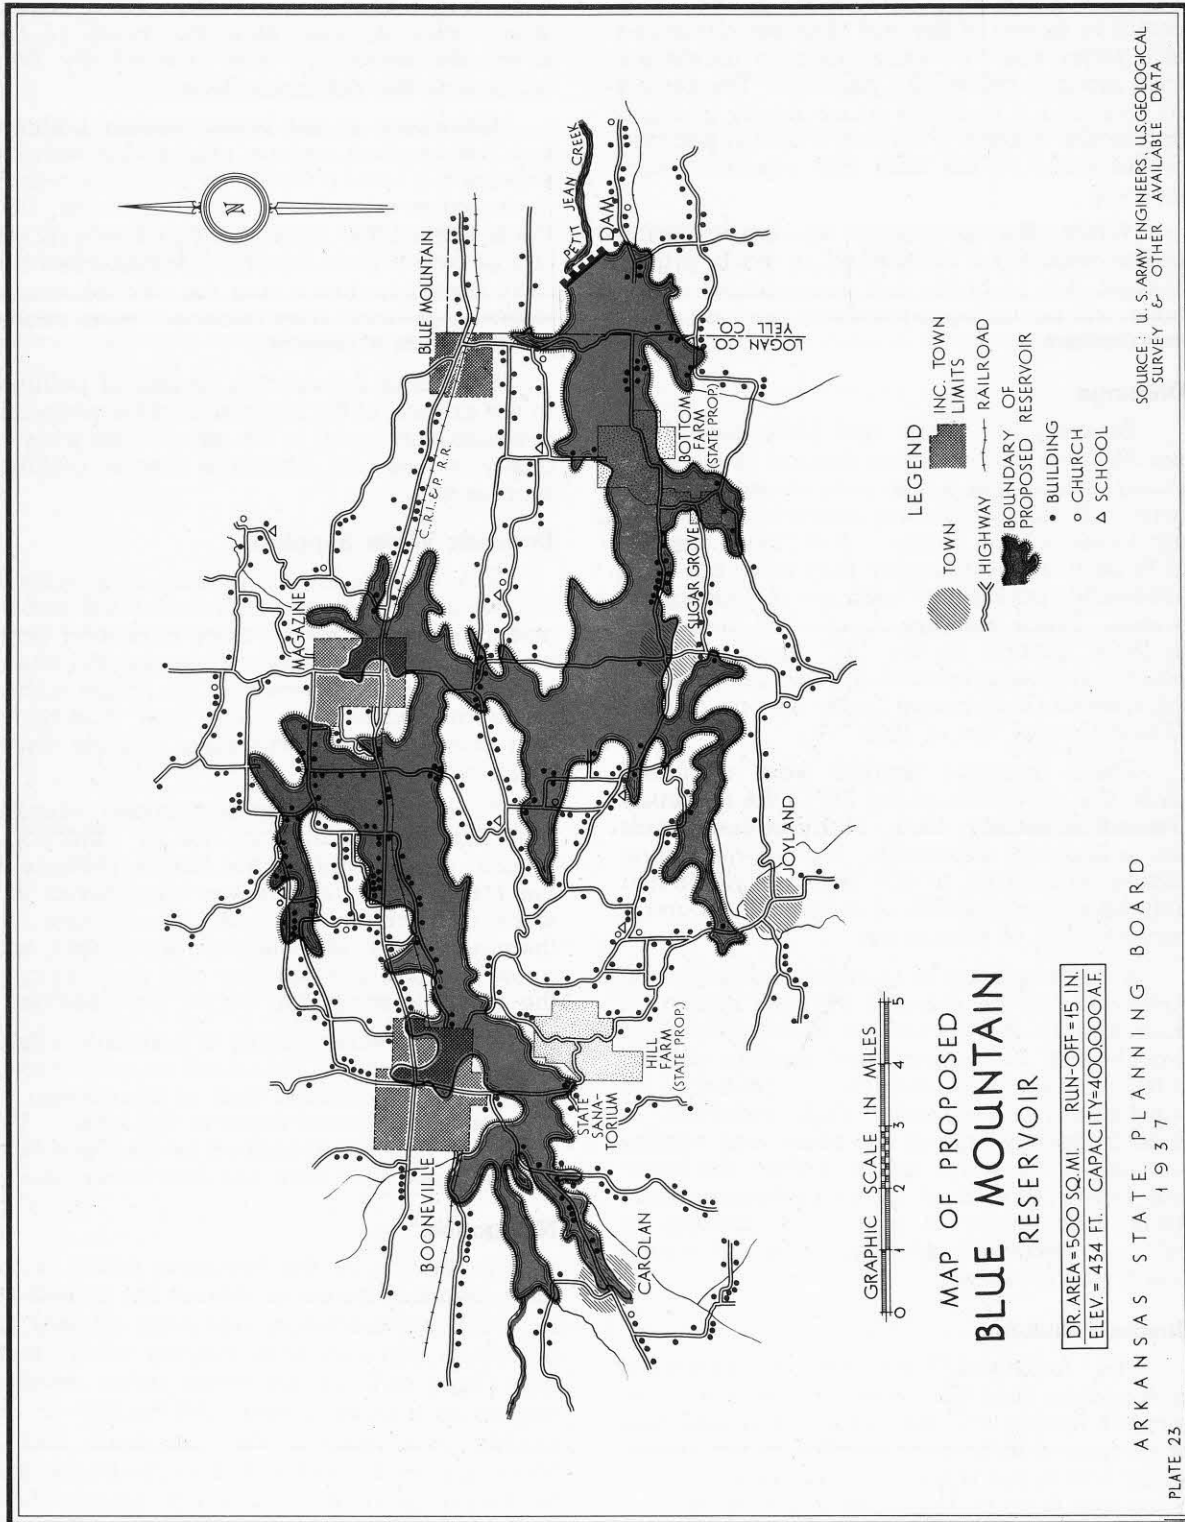 N
PETIT JEAN CREEK
DAM
BLUE MOUNTAIN
LOGAN CO.
YELL CO.
C.R.I.&P. R.R.
MAGAZINE
BOTTOM
FARM
(STATE PROP.)
SUGAR GROVE
JOYLAND
HILL
FARM
(STATE PROP.)
STATE
SANA-
TORIUM
BOONEVILLE
CAROLAN
LEGEND
TOWN
INC. TOWN
LIMITS
HIGHWAY
RAILROAD
BOUNDARY OF
PROPOSED RESERVOIR
BUILDING
CHURCH
SCHOOL
GRAPHIC SCALE IN MILES
0 1 2 3 4 5
MAP OF PROPOSED
BLUE MOUNTAIN
RESERVOIR
DR. AREA=500 SQ.MI. RUN-OFF=15 IN.
ELEV.= 434 FT. CAPACITY=400,000 A.F.
ARKANSAS STATE PLANNING BOARD
1937
SOURCE: U.S. ARMY ENGINEERS, U.S. GEOLOGICAL
SURVEY & OTHER AVAILABLE DATA
PLATE 23